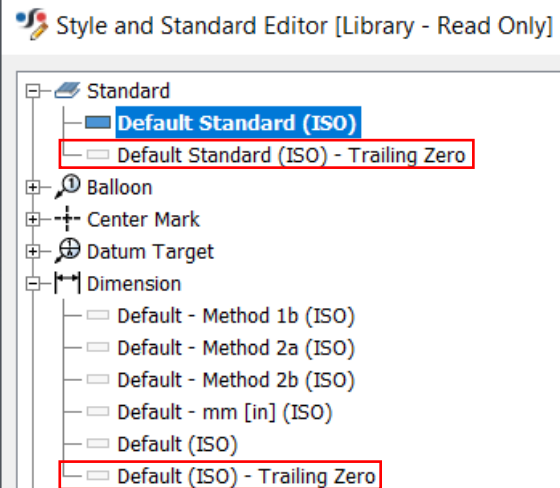 Style and Standard Editor [Library - Read Only]
Standard
Default Standard (ISO)
Default Standard (ISO) - Trailing Zero
Balloon
Center Mark
Datum Target
Dimension
Default - Method 1b (ISO)
Default - Method 2a (ISO)
Default - Method 2b (ISO)
Default - mm [in] (ISO)
Default (ISO)
Default (ISO) - Trailing Zero